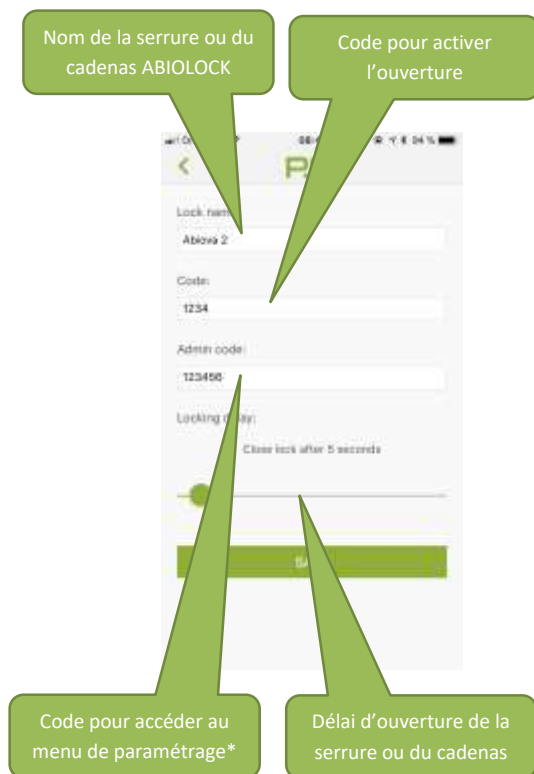 Nom de la serrure ou du
cadenas ABIOLOCK
Code pour activer
l'ouverture
Lock
Abiova 2
Code:
1234
Admin code:
123456
Locking
Close lock after 5 seconds
Code pour accéder au
menu de paramétrage*
Délai d'ouverture de la
serrure ou du cadenas